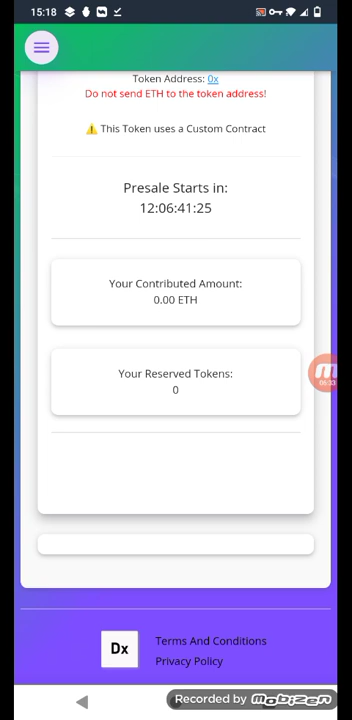 15:18
Token Address: 0x
Do not send ETH to the token address!
This Token uses a Custom Contract
Presale Starts in:
12:06:41:25
Your Contributed Amount:
0.00 ETH
Your Reserved Tokens:
0
06:33
Dx
Terms And Conditions
Privacy Policy
Recorded by mobizen